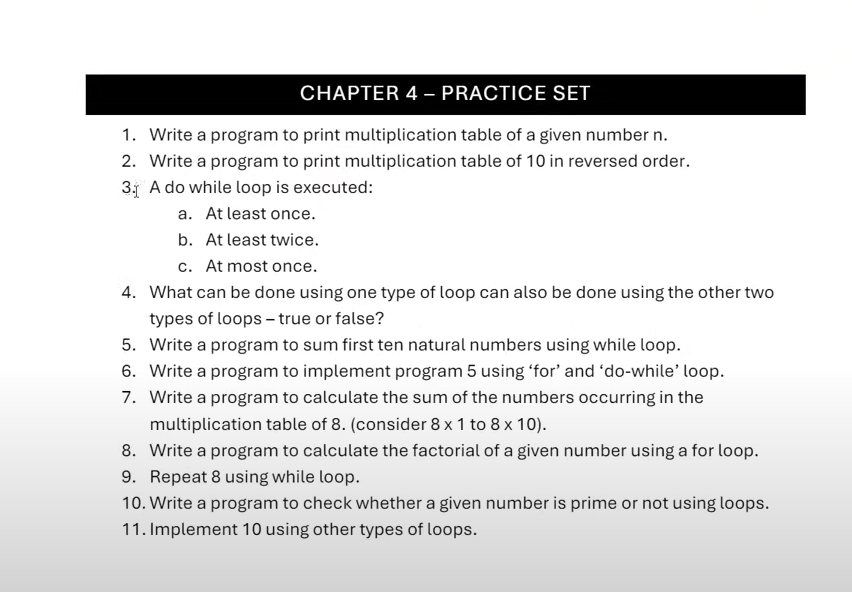 CHAPTER 4 – PRACTICE SET
1. Write a program to print multiplication table of a given number n.
2. Write a program to print multiplication table of 10 in reversed order.
3. A do while loop is executed:
a. At least once.
b. At least twice.
c. At most once.
4. What can be done using one type of loop can also be done using the other two
types of loops – true or false?
5. Write a program to sum first ten natural numbers using while loop.
6. Write a program to implement program 5 using ‘for’ and ‘do-while’ loop.
7. Write a program to calculate the sum of the numbers occurring in the
multiplication table of 8. (consider 8 x 1 to 8 x 10).
8. Write a program to calculate the factorial of a given number using a for loop.
9. Repeat 8 using while loop.
10. Write a program to check whether a given number is prime or not using loops.
11. Implement 10 using other types of loops.